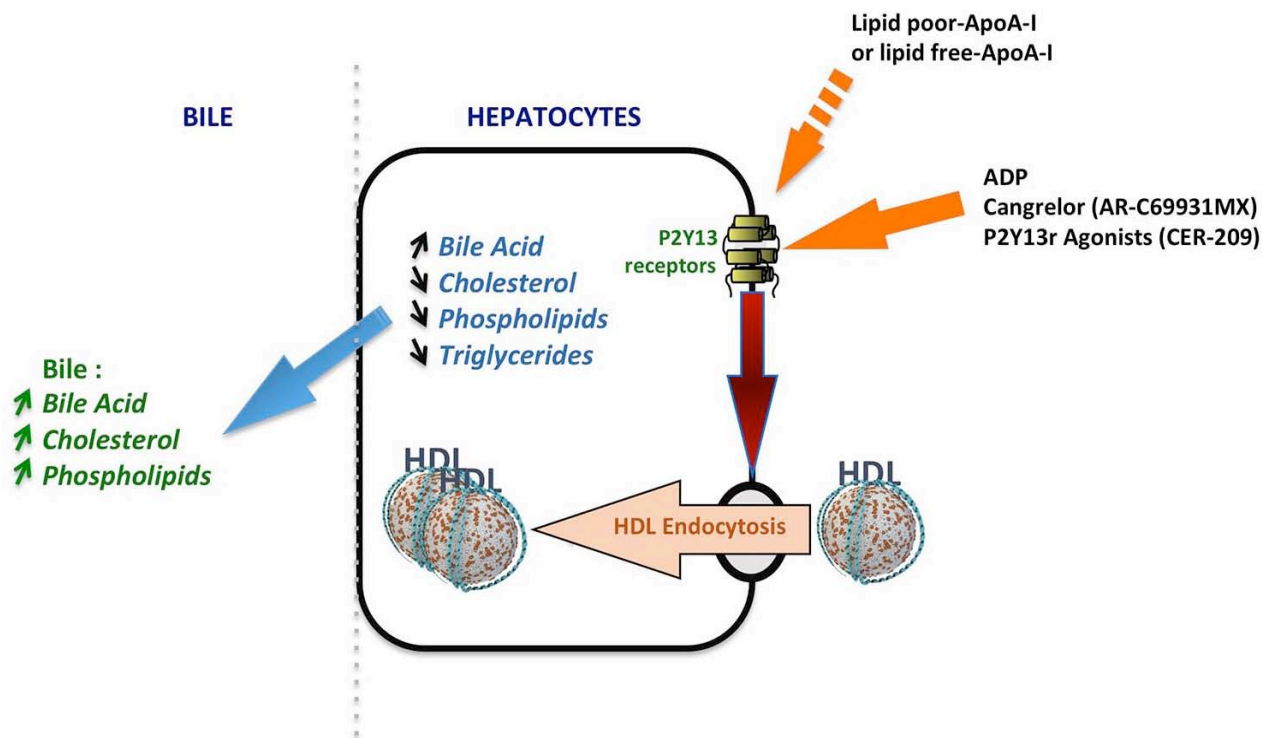 Lipid poor-ApoA-I
or lipid free-ApoA-I
BILE
HEPATOCYTES
ADP
Cangrelor (AR-C69931MX)
P2Y13r Agonists (CER-209)
P2Y13
receptors
Bile Acid
Cholesterol
Phospholipids
Triglycerides
Bile :
Bile Acid
Cholesterol
Phospholipids
HDL
HDL
HDL Endocytosis
HDL